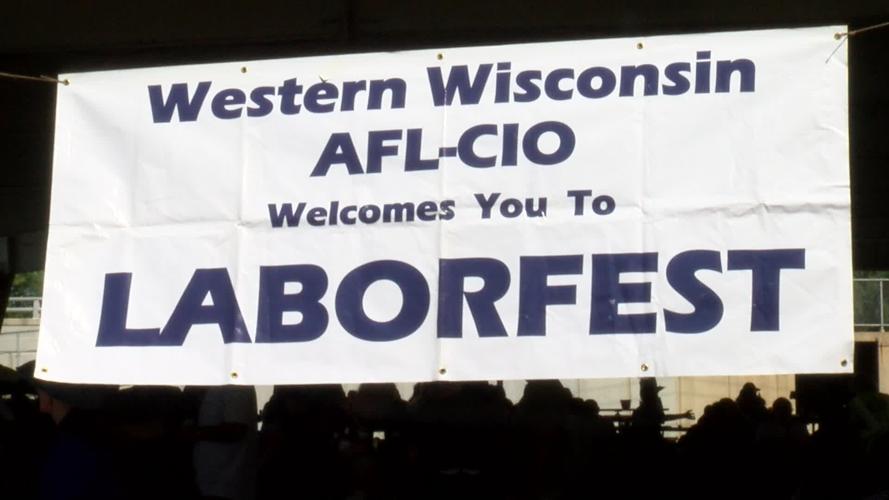 Western Wisconsin
AFL-CIO
Welcomes You To
LABORFEST